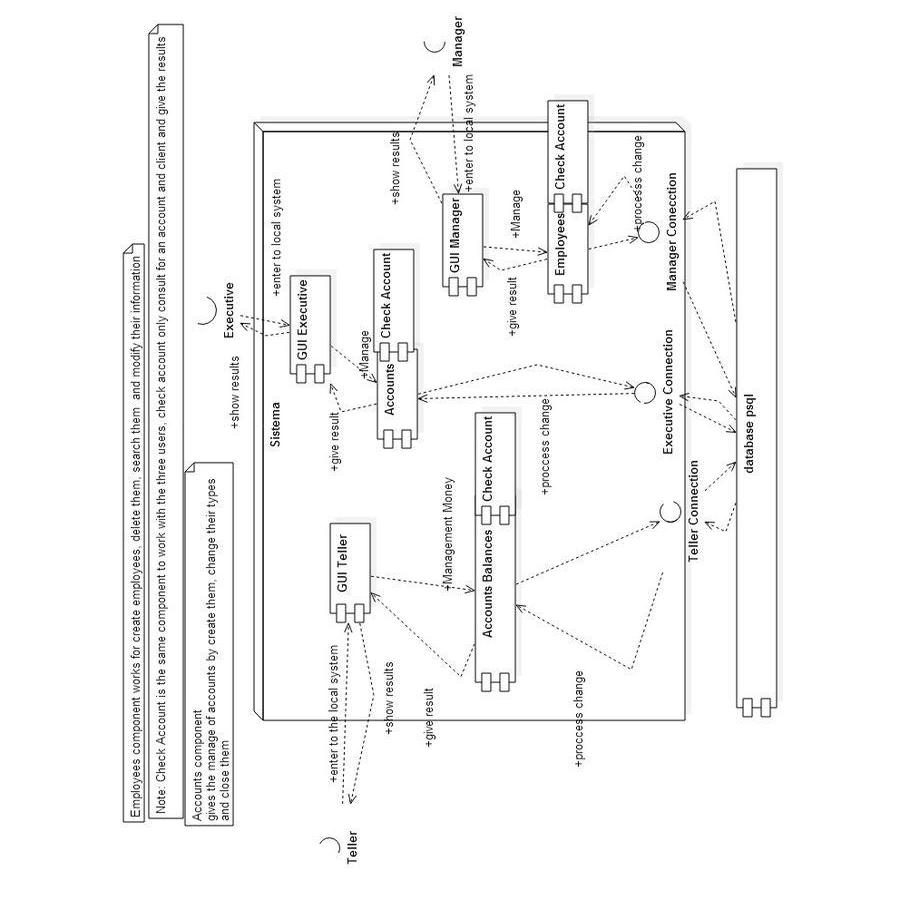 Employees component works for create employees, delete them, search them and modify their information
Note: Check Account is the same component to work with the three users, check account only consult for an account and client and give the results
Accounts component
gives the manage of accounts by create them, change their types
and close them
Executive
+show results
Sistema
+enter to local system
GUI Executive
+enter to the local system
GUI Teller
+give result
Teller
+Manage
+show results
Accounts
Check Account
+show results
+give result
+Management Money
GUI Manager
Manager
+enter to local system
Accounts Balances
Check Account
+give result
+Manage
+proccess change
Employees
Check Account
+proccess change
+processs change
Executive Connection
Manager Conecction
Teller Connection
database psql